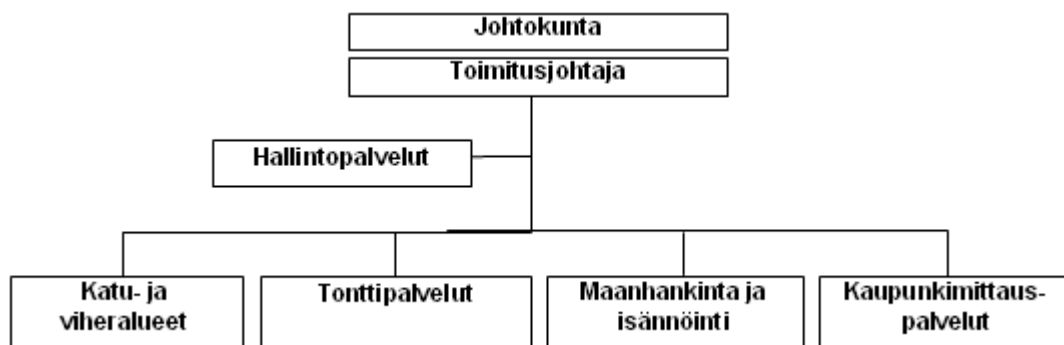 Johtokunta
Toimitusjohtaja
Hallintopalvelut
Katu- ja
viheralueet
Tonttipalvelut
Maanhankinta ja
isännöinti
Kaupunkimittaus-
palvelut